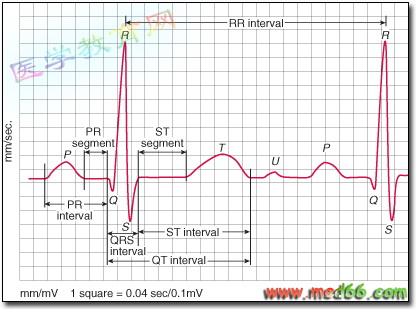 医学教育网
R
RR interval
R
PR
segment
ST
segment
mm/sec.
P
T
U
P
PR
interval
Q
S
QRS
interval
ST interval
QT interval
Q
S
mm/mV 1 square = 0.04 sec/0.1mV
www.med66.com